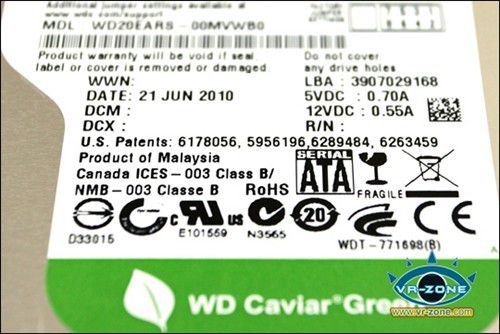 Additional jumper settings available at
www.wdc.com/support
MDL: WD20EARS - 00MVWB0
Product warranty will be void if any seal,
label or cover is removed or damaged
Do not cover
any drive holes
WWN:
LBA : 3907029168
DATE: 21 JUN 2010
5VDC : 0.70A
DCM :
12VDC : 0.55A
DCX :
R/N :
U.S. Patents: 6178056, 5956196, 6289484, 6263459
Product of Malaysia
Canada ICES - 003 Class B/
NMB - 003 Classe B
RoHS
SERIAL
ATA
FRAGILE
D33015
E101559
N3565
20
WDT - 771698(B)
WD Caviar® Green
VR-ZONE
www.vr-zone.com